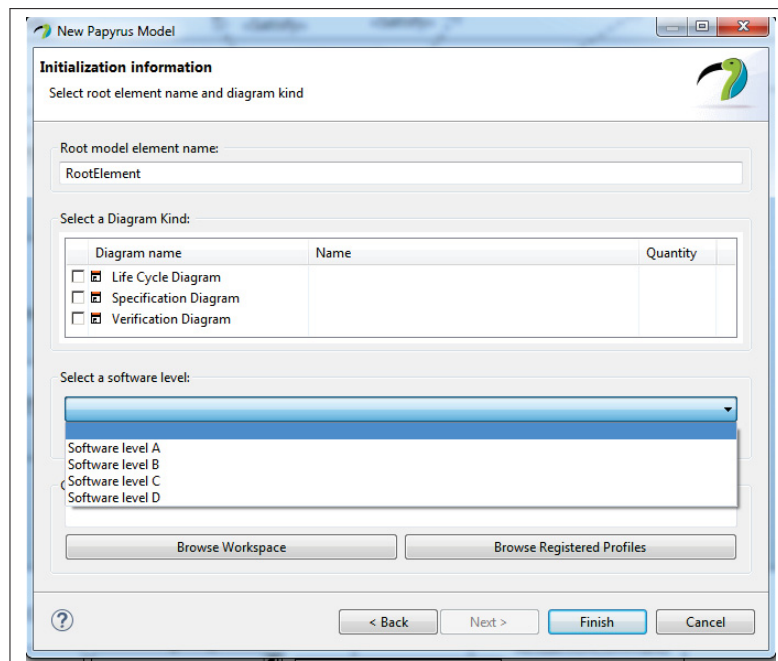 New Papyrus Model
Initialization information
Select root element name and diagram kind
Root model element name:
RootElement
Select a Diagram Kind:
Diagram name Name Quantity
Life Cycle Diagram
Specification Diagram
Verification Diagram
Select a software level:
Software level A
Software level B
Software level C
Software level D
Browse Workspace Browse Registered Profiles
< Back Next > Finish Cancel